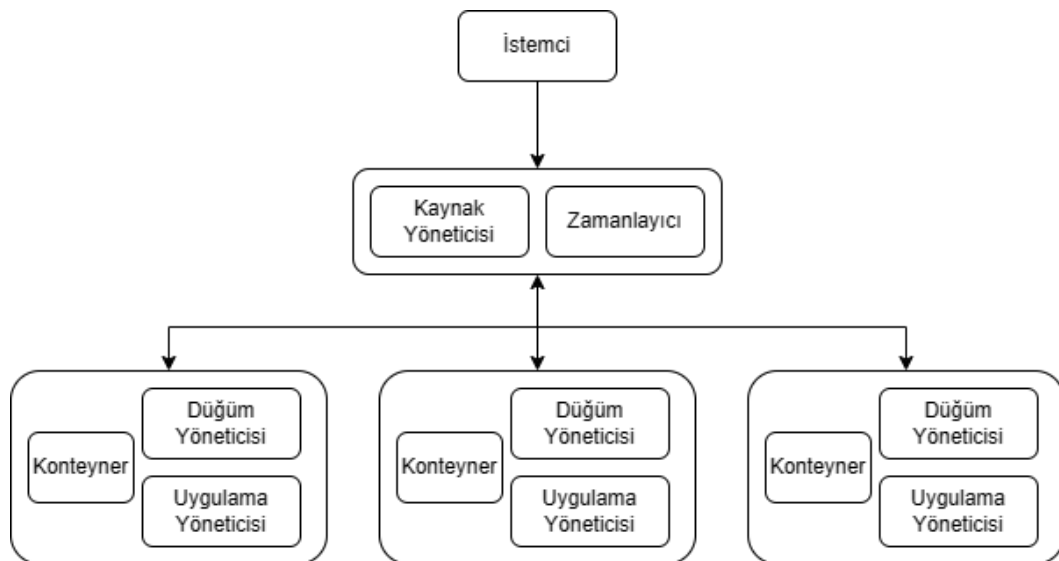 İstemci
Kaynak
Yöneticisi
Zamanlayıcı
Düğüm
Yöneticisi
Konteyner
Uygulama
Yöneticisi
Düğüm
Yöneticisi
Konteyner
Uygulama
Yöneticisi
Düğüm
Yöneticisi
Konteyner
Uygulama
Yöneticisi